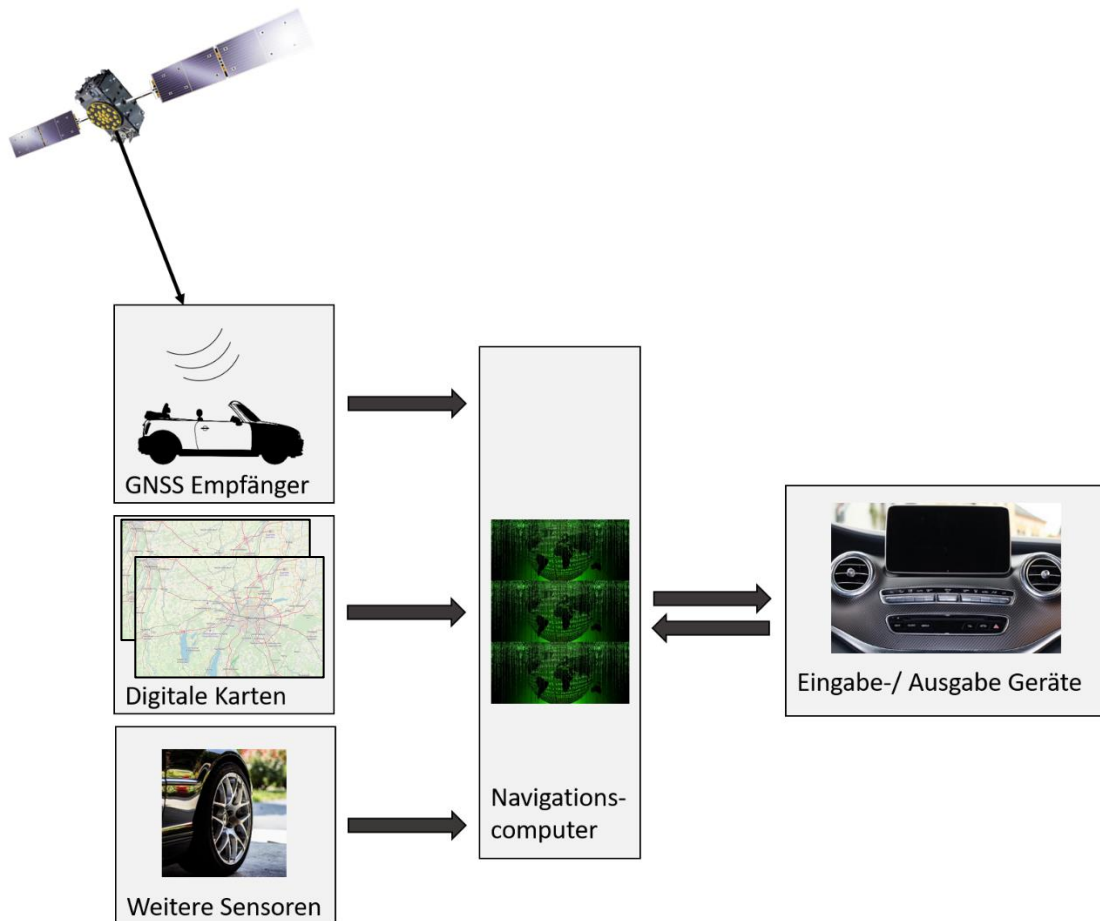 GNSS Empfänger
Digitale Karten
Weitere Sensoren
Navigations-
computer
Eingabe-/ Ausgabe Geräte